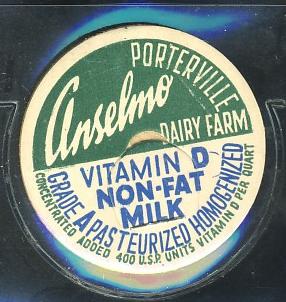 PORTERVILLE
Anselmo
DAIRY FARM
VITAMIN D
NON-FAT
MILK
GRADE A PASTEURIZED HOMOGENIZED
CONCENTRATED ADDED 400 U.S.P. UNITS VITAMIN D PER QUART